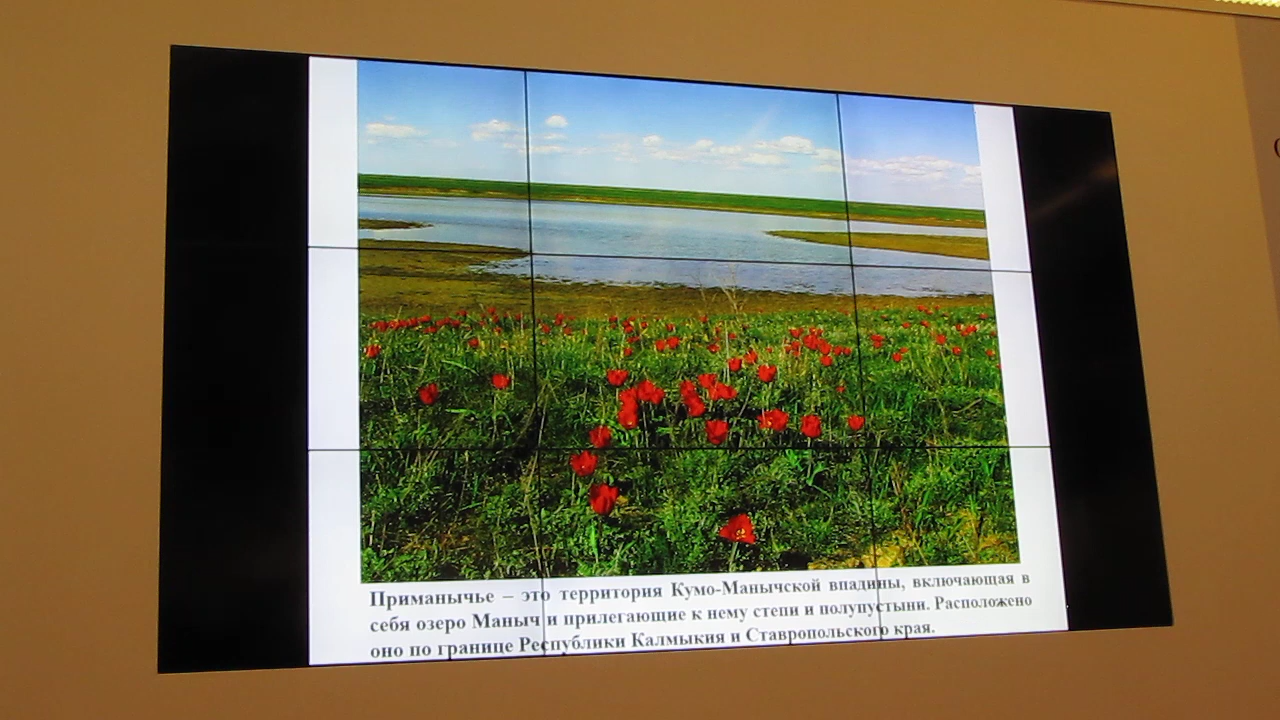 Приманычье – это территория Кумо-Манычской впадины, включающая в
себя озеро Маныч и прилегающие к нему степи и полупустыни. Расположено
оно по границе Республики Калмыкия и Ставропольского края.